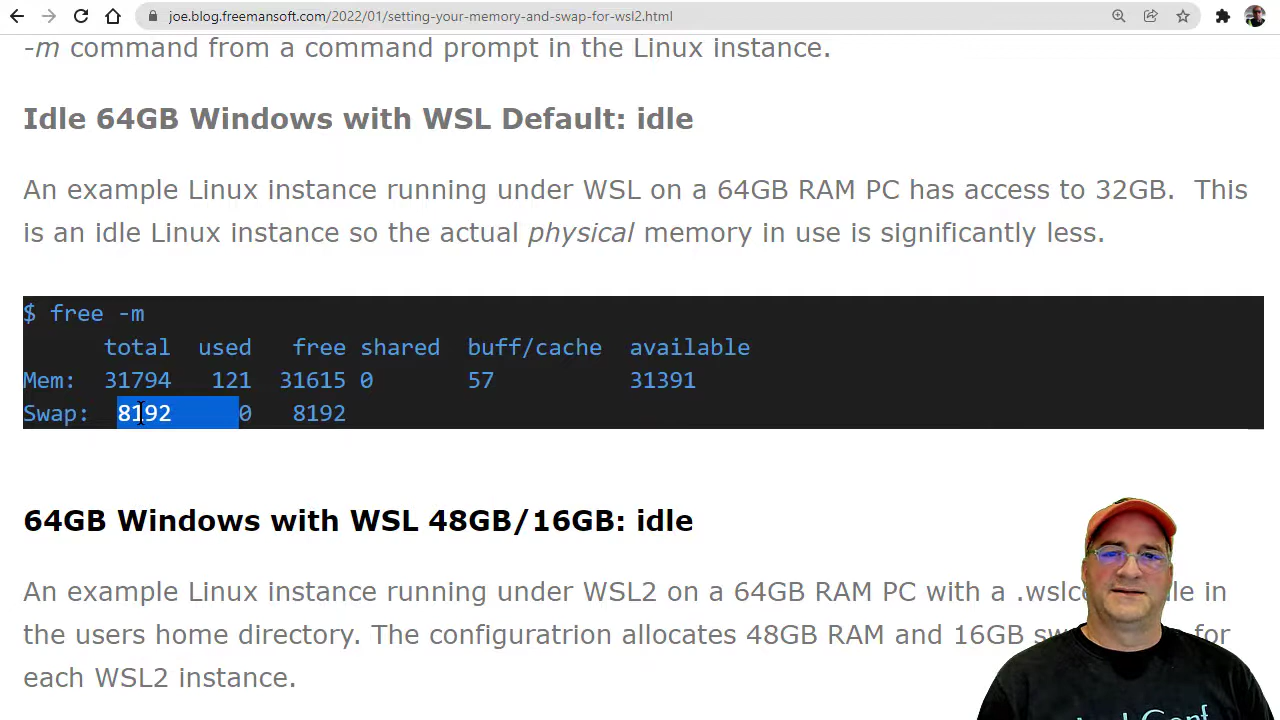 joe.blog.freemansoft.com/2022/01/setting-your-memory-and-swap-for-wsl2.html
-m command from a command prompt in the Linux instance.
Idle 64GB Windows with WSL Default: idle
An example Linux instance running under WSL on a 64GB RAM PC has access to 32GB. This
is an idle Linux instance so the actual physical memory in use is significantly less.
$ free -m
total used free shared buff/cache available
Mem: 31794 121 31615 0 57 31391
Swap: 8192 0 8192
64GB Windows with WSL 48GB/16GB: idle
An example Linux instance running under WSL2 on a 64GB RAM PC with a in
the users home directory. The configuratrion allocates 48GB RAM and 16GB for
each WSL2 instance.